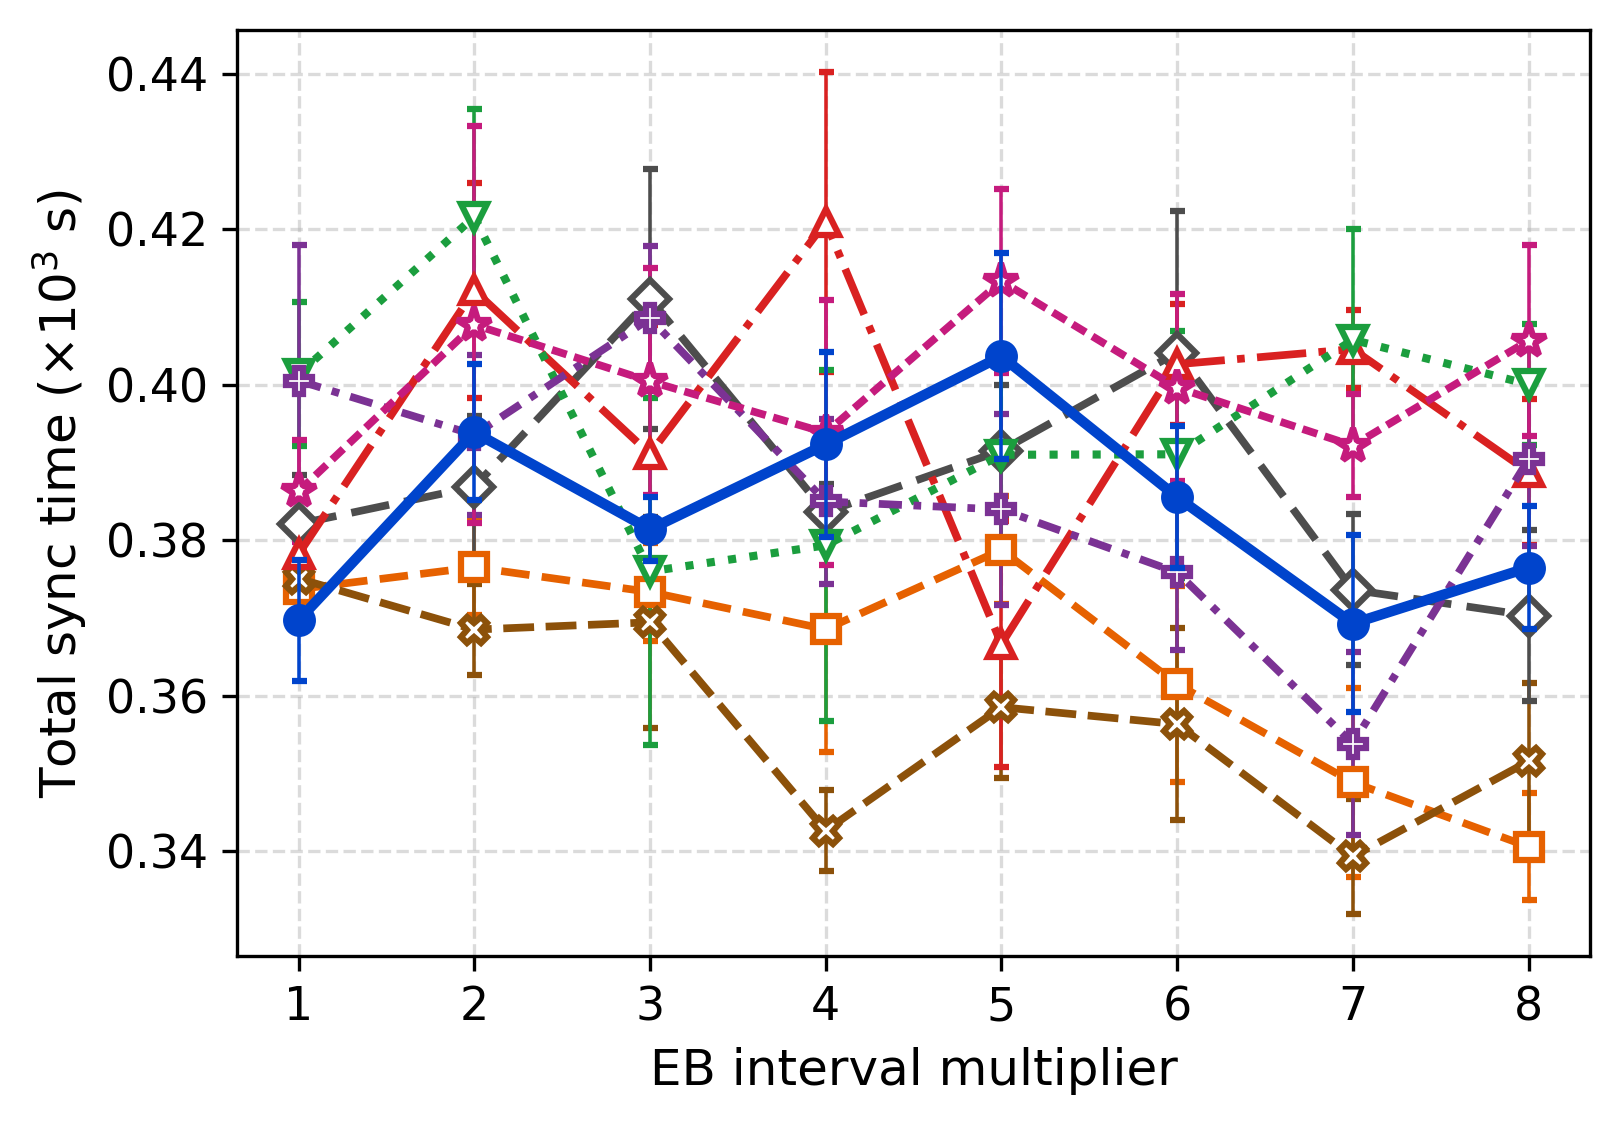 Total sync time (×10³ s)
0.44
0.42
0.40
0.38
0.36
0.34
1 2 3 4 5 6 7 8
EB interval multiplier